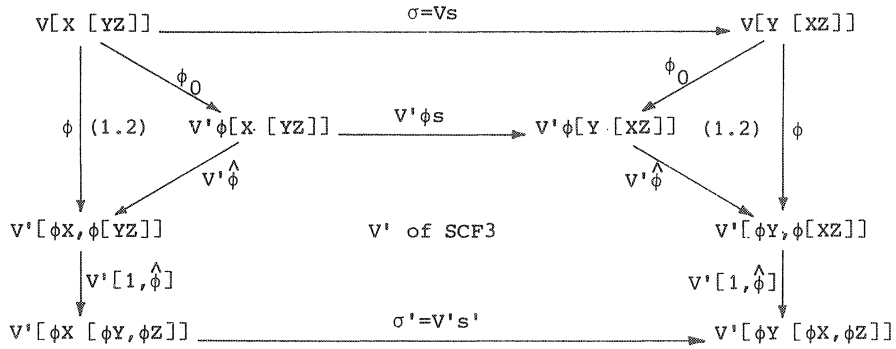 σ=Vs
V[X [YZ]] V[Y [XZ]]
ϕ₀ ϕ₀
ϕ (1.2) V'ϕ[X [YZ]] V'ϕs V'ϕ[Y [XZ]] (1.2) ϕ
V'ϕ̂ V'ϕ̂
V'[ϕX,ϕ[YZ]] V' of SCF3 V'[ϕY,ϕ[XZ]]
V'[1,ϕ̂] V'[1,ϕ̂]
V'[ϕX [ϕY,ϕZ]] σ'=V's' V'[ϕY [ϕX,ϕZ]]